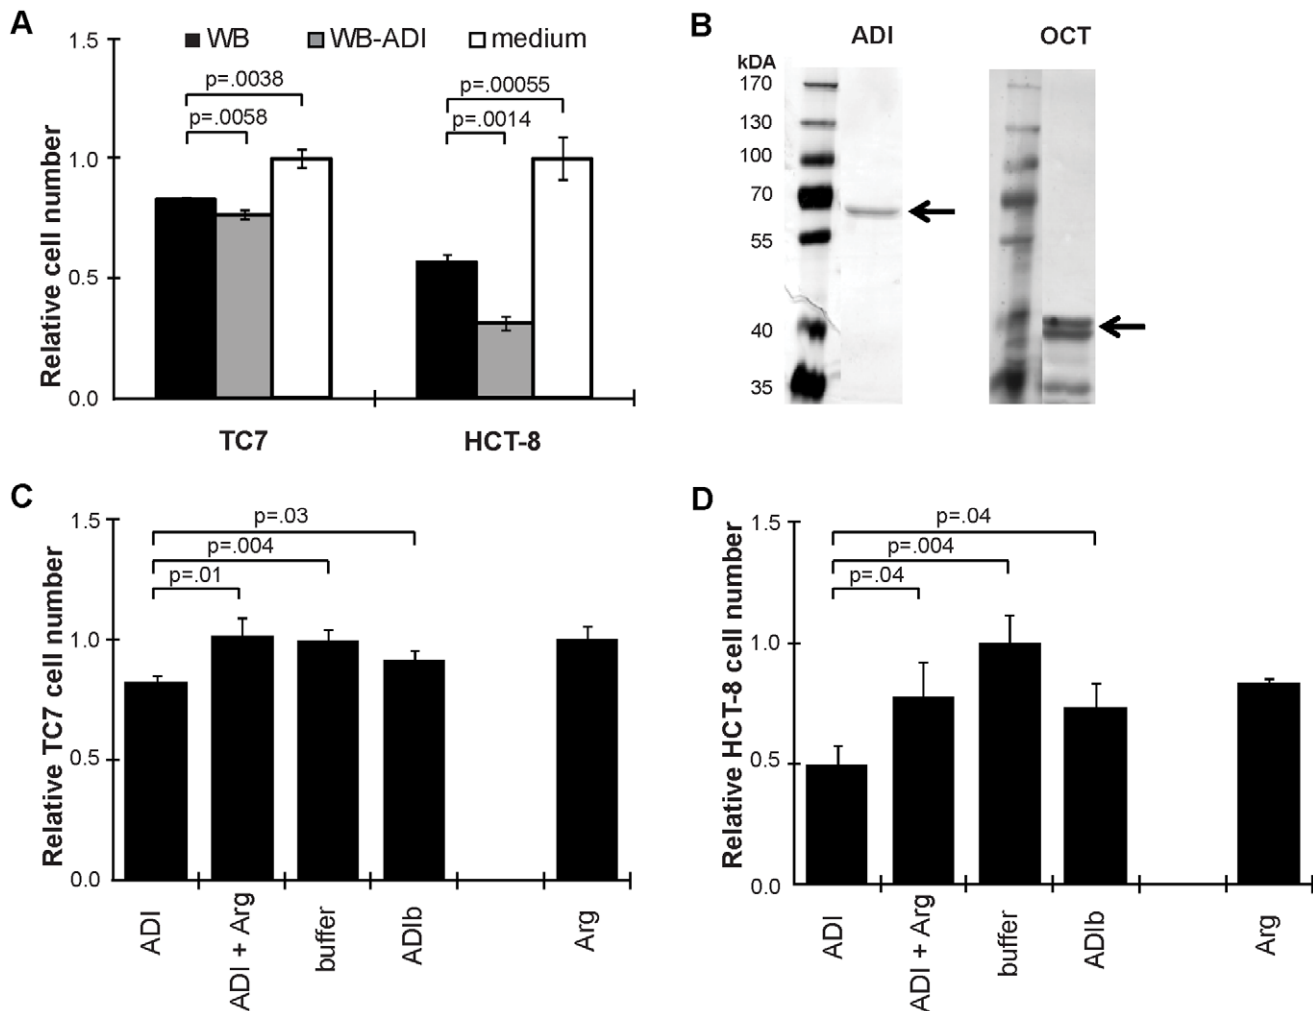 A
1.5
WB
WB-ADI
medium
p=.0038
p=.0058
p=.00055
p=.0014
1.0
0.5
0.0
Relative cell number
TC7
HCT-8
B
ADI
OCT
kDA
170
130
100
70
55
40
35
C
1.5
p=.03
p=.004
p=.01
1.0
0.5
0.0
Relative TC7 cell number
ADI
ADI + Arg
buffer
ADIb
Arg
D
1.5
p=.04
p=.004
p=.04
1.0
0.5
0.0
Relative HCT-8 cell number
ADI
ADI + Arg
buffer
ADIb
Arg